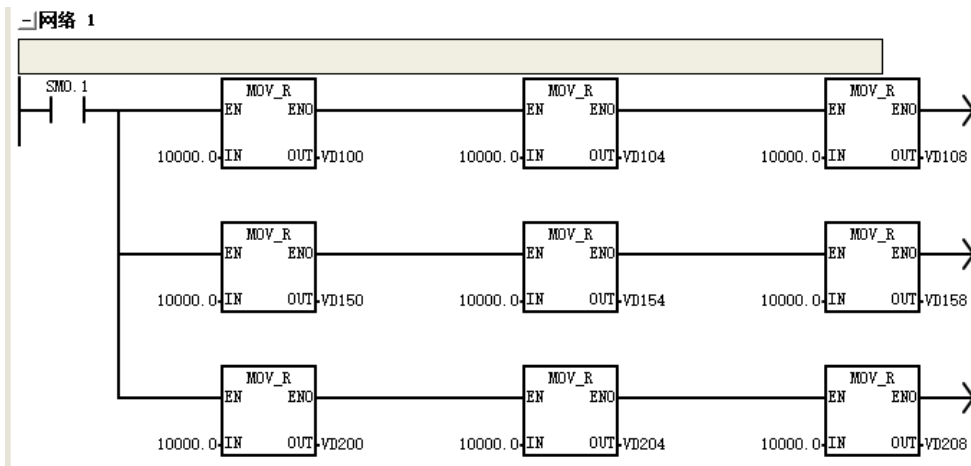 网络 1
SM0.1
MOV_R MOV_R MOV_R
EN ENO EN ENO EN ENO
10000.0 IN OUT VD100 10000.0 IN OUT VD104 10000.0 IN OUT VD108
MOV_R MOV_R MOV_R
EN ENO EN ENO EN ENO
10000.0 IN OUT VD150 10000.0 IN OUT VD154 10000.0 IN OUT VD158
MOV_R MOV_R MOV_R
EN ENO EN ENO EN ENO
10000.0 IN OUT VD200 10000.0 IN OUT VD204 10000.0 IN OUT VD208